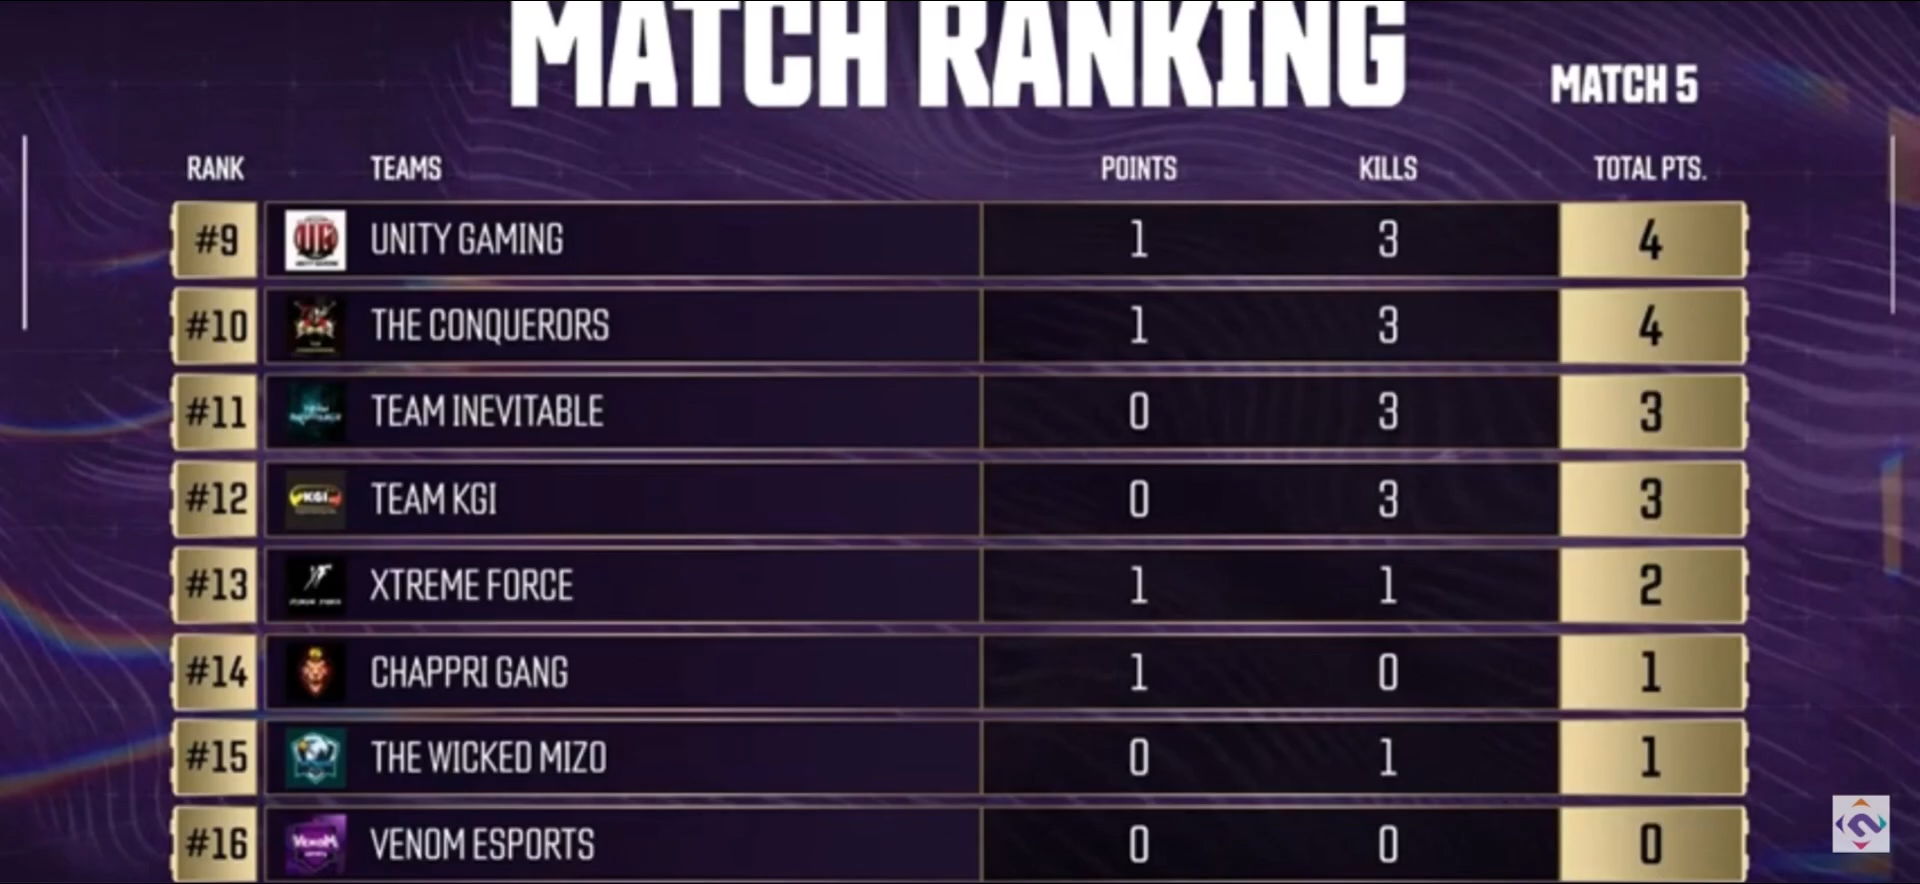 MATCH RANKING
MATCH 5
RANK TEAMS POINTS KILLS TOTAL PTS.
#9 UNITY GAMING 1 3 4
#10 THE CONQUERORS 1 3 4
#11 TEAM INEVITABLE 0 3 3
#12 KGI TEAM KGI 0 3 3
#13 XTREME FORCE 1 1 2
#14 CHAPPRI GANG 1 0 1
#15 THE WICKED MIZO 0 1 1
#16 VENOM VENOM ESPORTS 0 0 0